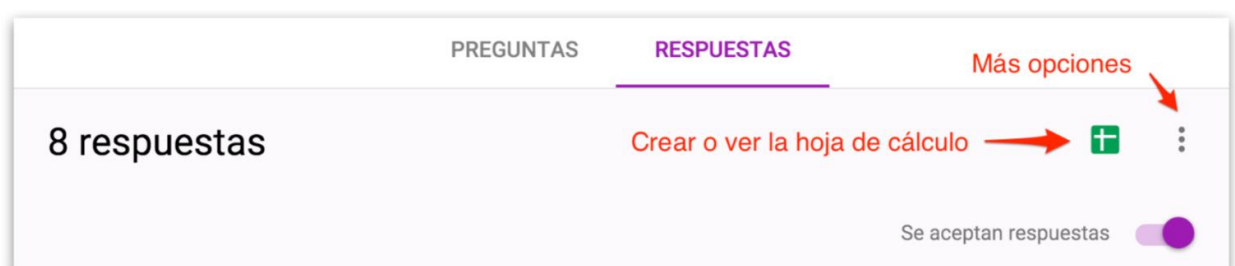 PREGUNTAS RESPUESTAS
Más opciones
8 respuestas
Crear o ver la hoja de cálculo
Se aceptan respuestas